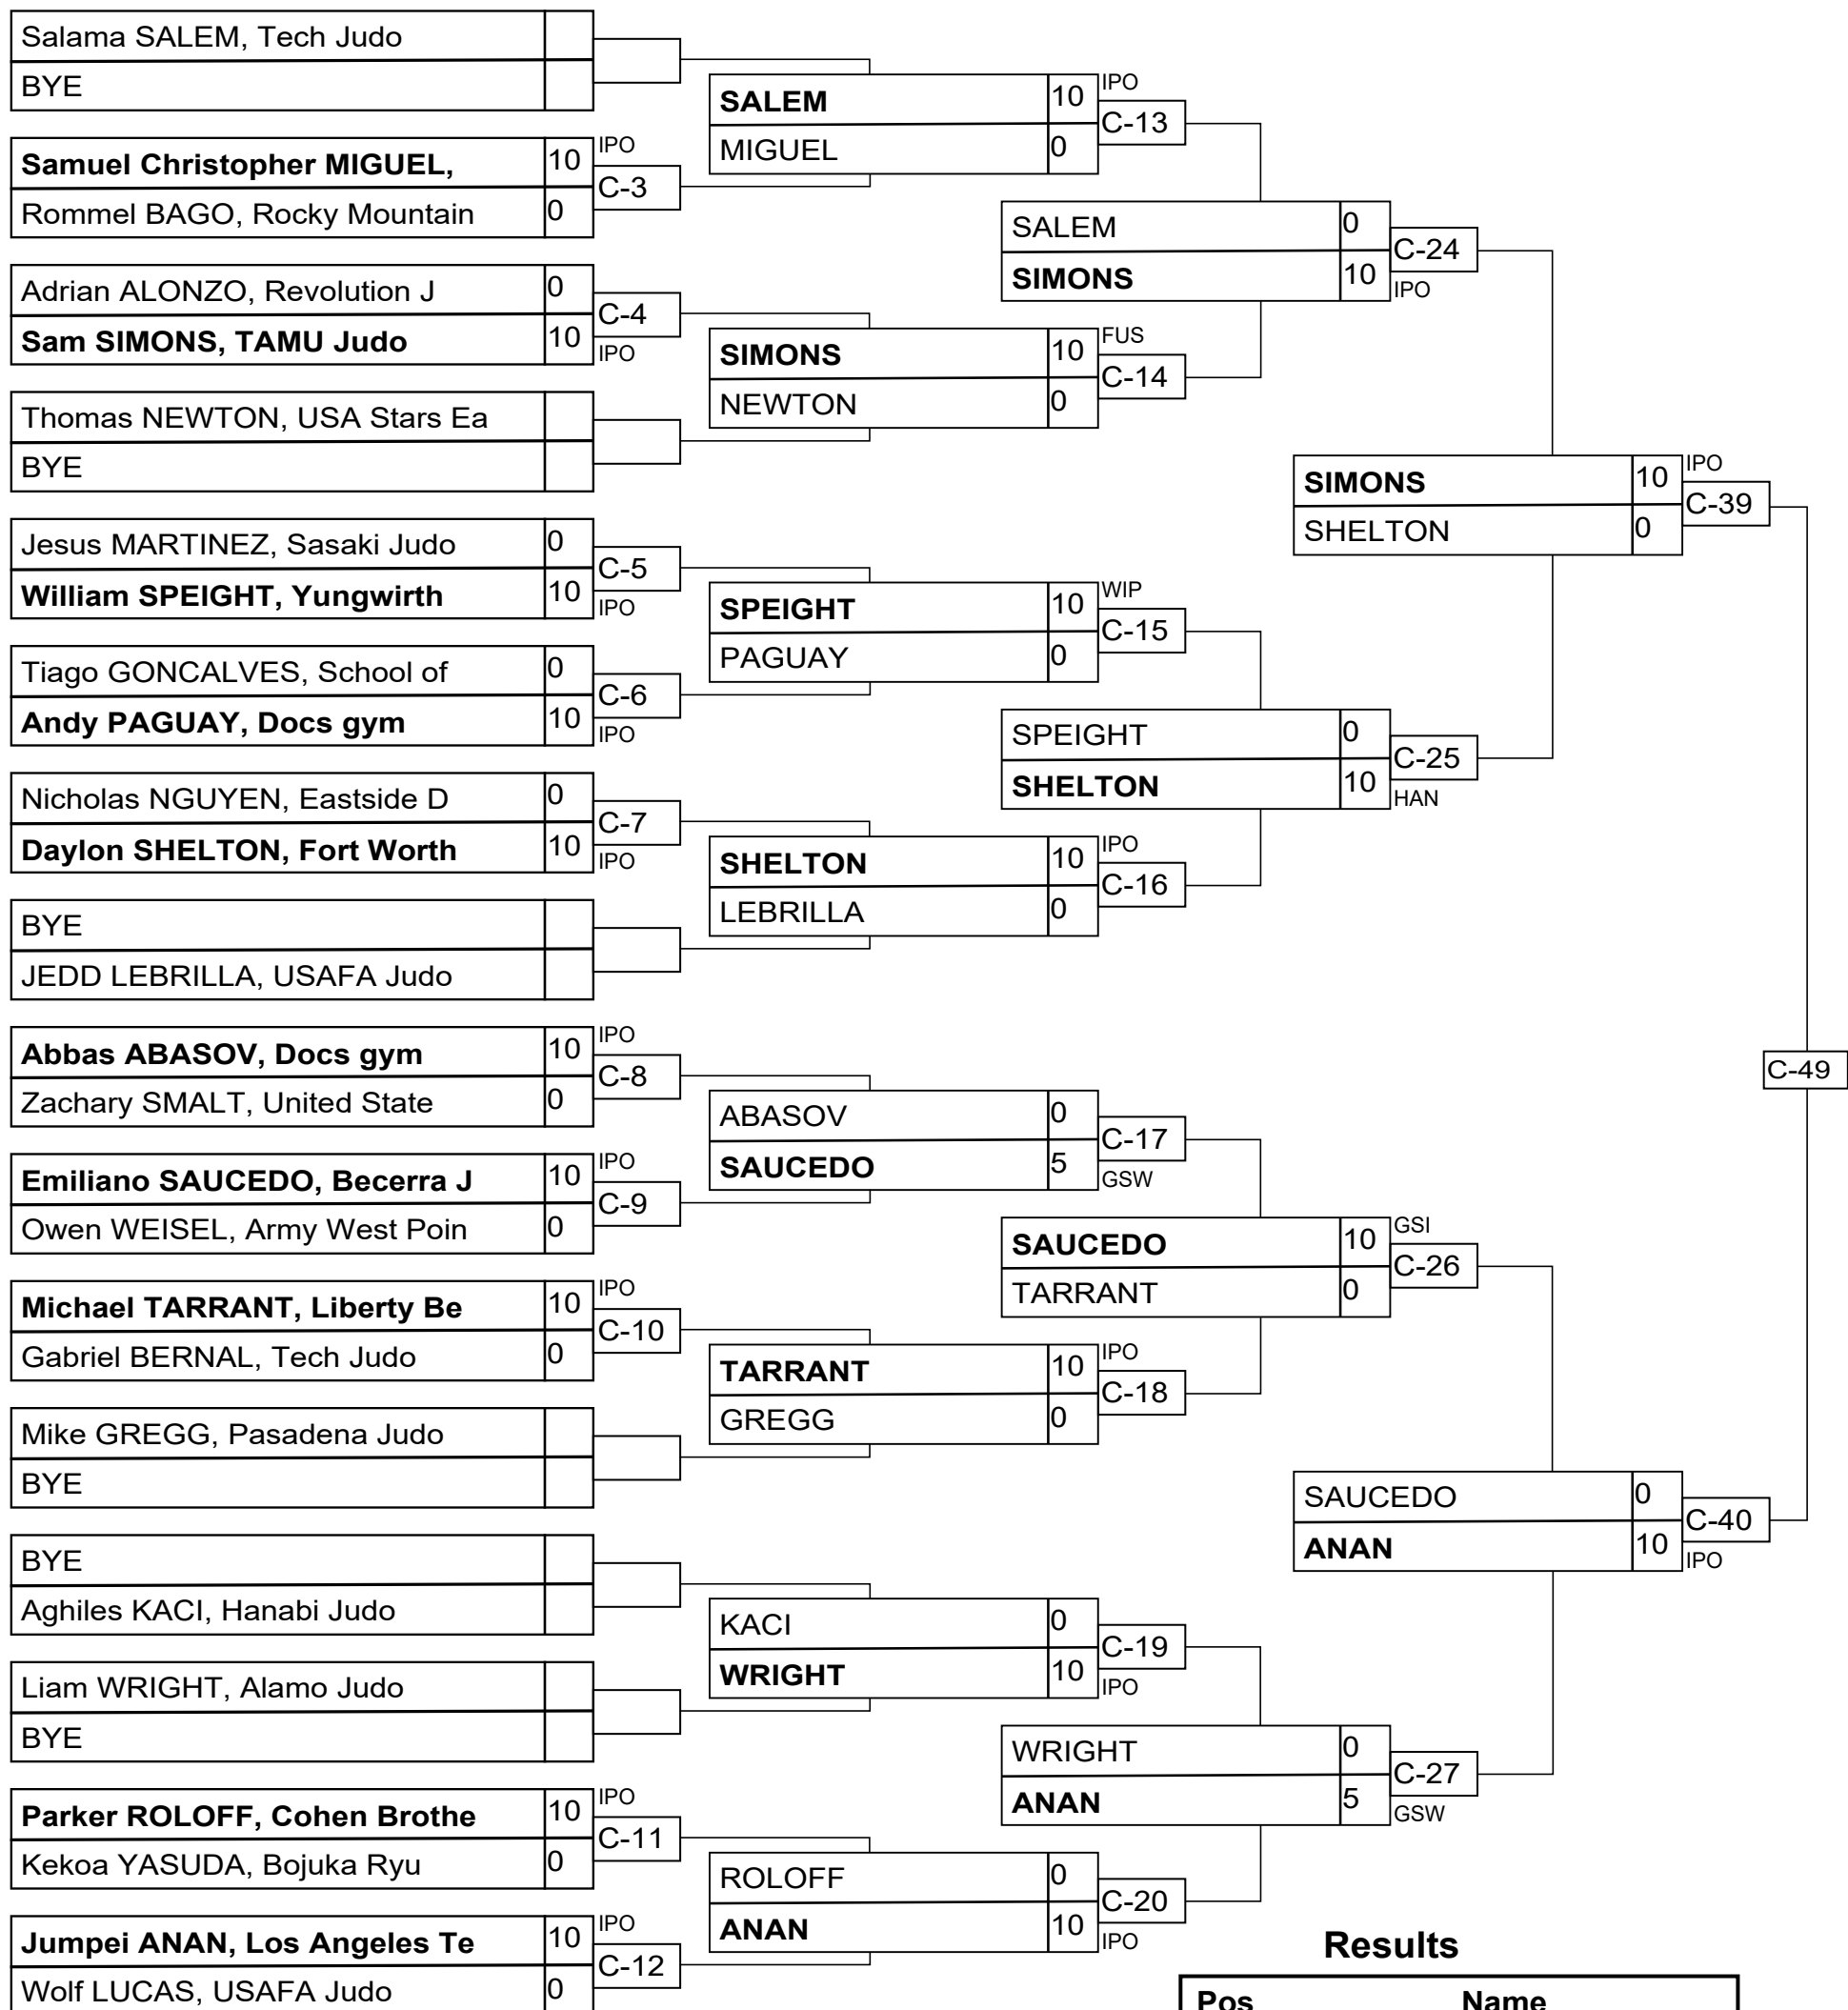 Salama SALEM, Tech Judo
BYE
Samuel Christopher MIGUEL, 10 IPO
C-3
Rommel BAGO, Rocky Mountain 0
Adrian ALONZO, Revolution J 0
C-4
Sam SIMONS, TAMU Judo 10 IPO
Thomas NEWTON, USA Stars Ea
BYE
Jesus MARTINEZ, Sasaki Judo 0
C-5
William SPEIGHT, Yungwirth 10 IPO
Tiago GONCALVES, School of 0
C-6
Andy PAGUAY, Docs gym 10 IPO
Nicholas NGUYEN, Eastside D 0
C-7
Daylon SHELTON, Fort Worth 10 IPO
BYE
JEDD LEBRILLA, USAFA Judo
Abbas ABASOV, Docs gym 10 IPO
C-8
Zachary SMALT, United State 0
Emiliano SAUCEDO, Becerra J 10 IPO
C-9
Owen WEISEL, Army West Poin 0
Michael TARRANT, Liberty Be 10 IPO
C-10
Gabriel BERNAL, Tech Judo 0
Mike GREGG, Pasadena Judo
BYE
BYE
Aghiles KACI, Hanabi Judo
Liam WRIGHT, Alamo Judo
BYE
Parker ROLOFF, Cohen Brothe 10 IPO
C-11
Kekoa YASUDA, Bojuka Ryu 0
Jumpei ANAN, Los Angeles Te 10 IPO
C-12
Wolf LUCAS, USAFA Judo 0
SALEM 10 IPO
C-13
MIGUEL 0
SIMONS 10 FUS
C-14
NEWTON 0
SPEIGHT 10 WIP
C-15
PAGUAY 0
SHELTON 10 IPO
C-16
LEBRILLA 0
ABASOV 0
C-17
SAUCEDO 5 GSW
TARRANT 10 IPO
C-18
GREGG 0
KACI 0
C-19
WRIGHT 10 IPO
ROLOFF 0
C-20
ANAN 10 IPO
SALEM 0
C-24
SIMONS 10 IPO
SPEIGHT 0
C-25
SHELTON 10 HAN
SAUCEDO 10 GSI
C-26
TARRANT 0
WRIGHT 0
C-27
ANAN 5 GSW
SIMONS 10 IPO
C-39
SHELTON 0
SAUCEDO 0
C-40
ANAN 10 IPO
C-49
Results
Pos Name